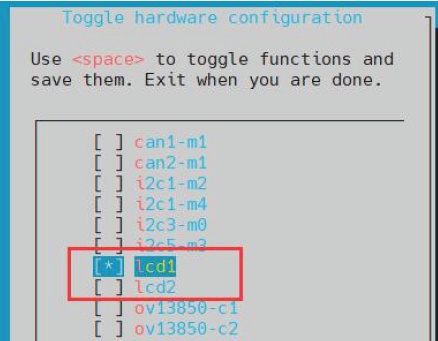 Toggle hardware configuration
Use <space> to toggle functions and
save them. Exit when you are done.
[ ] can1-m1
[ ] can2-m1
[ ] i2c1-m2
[ ] i2c1-m4
[ ] i2c3-m0
[ ] i2c5-m3
[*] lcd1
[ ] lcd2
[ ] ov13850-c1
[ ] ov13850-c2